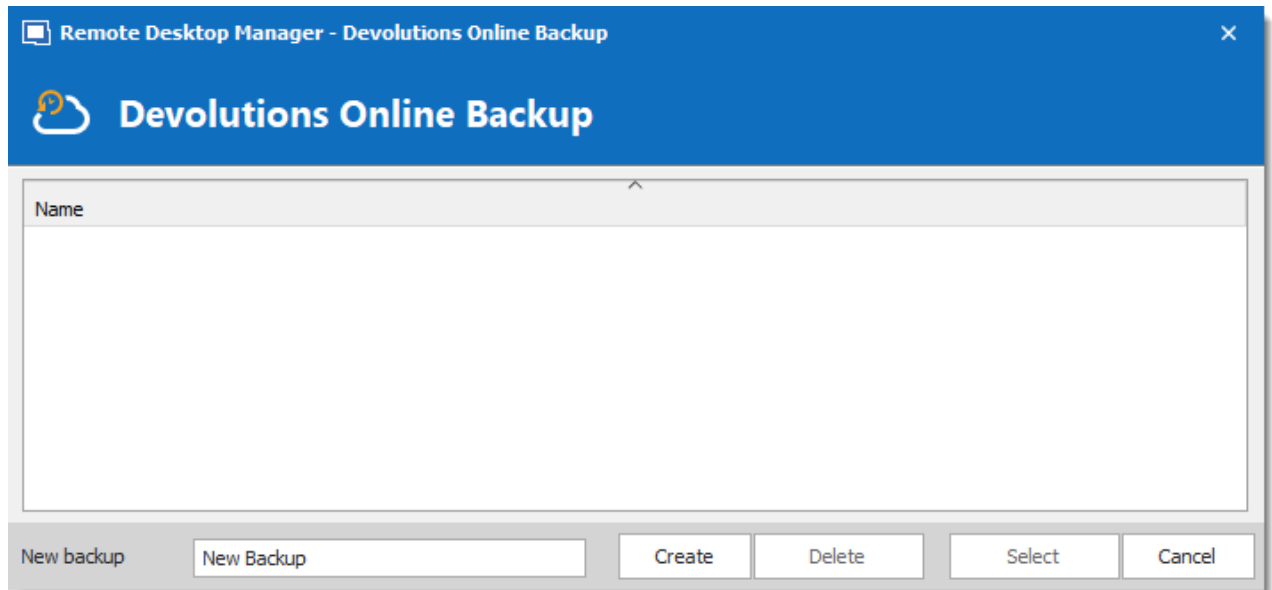 Remote Desktop Manager - Devolutions Online Backup
Devolutions Online Backup
Name
New backup New Backup Create Delete Select Cancel